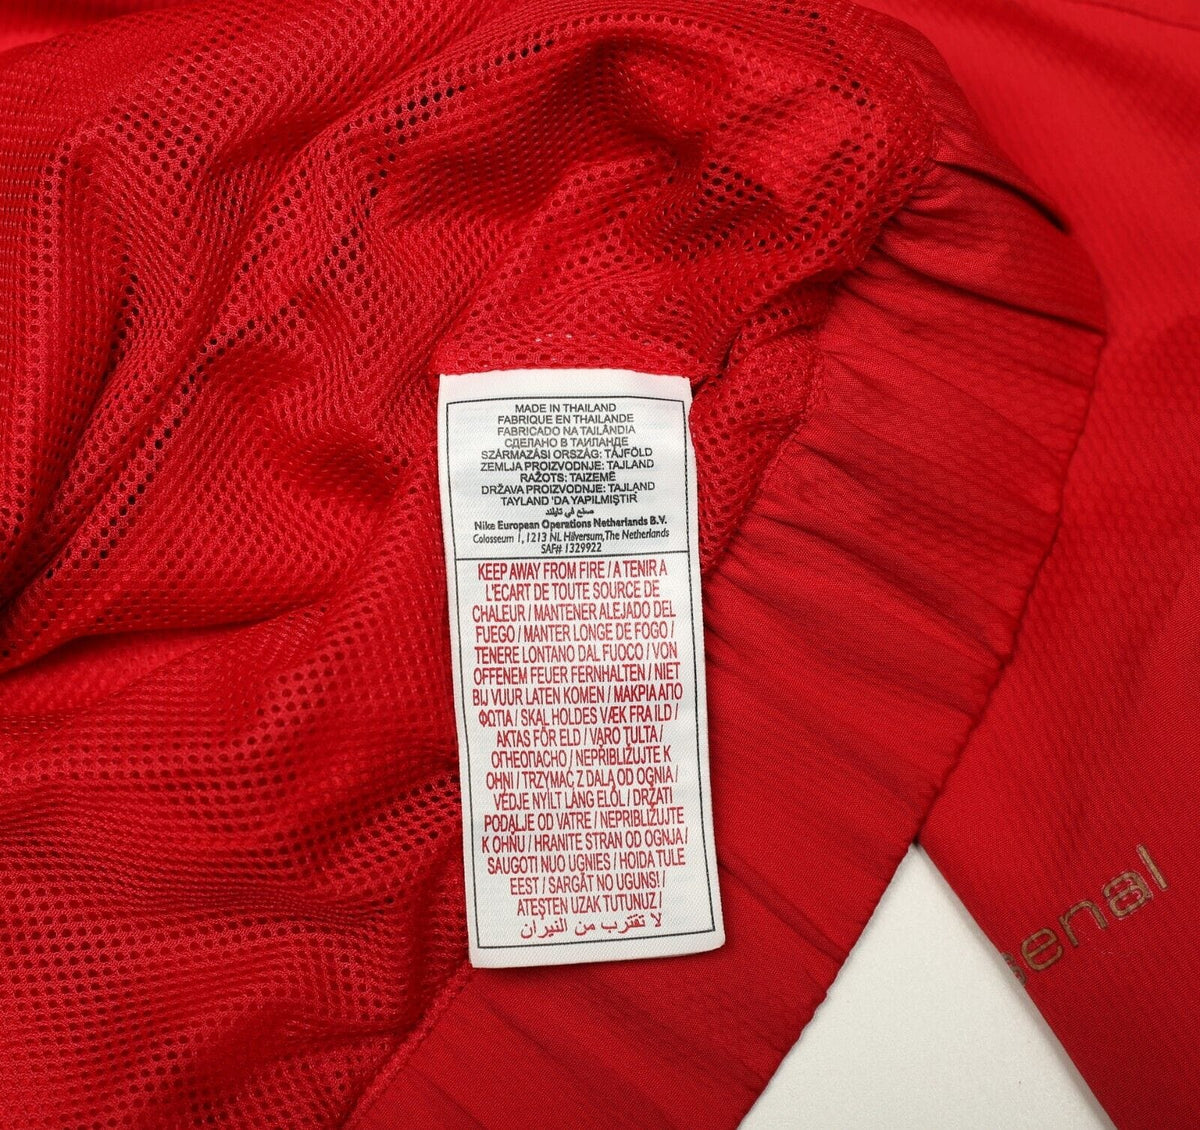 MADE IN THAILAND
FABRIQUE EN THAILANDE
FABRICADO NA TAILÂNDIA
СДЕЛАНО В ТАИЛАНДЕ
SZÁRMAZÁSI ORSZÁG: TÁJFÖLD
ZEMLJA PROIZVODNJE: TAJLAND
RAŽOTS: TAIZEMĒ
DRŽAVA PROIZVODNJE: TAJLAND
TAYLAND 'DA YAPILMIŞTIR
صنع في تايلند
Nike European Operations Netherlands B.V.
Colosseum 1, 1213 NL Hilversum, The Netherlands
SAF# 1329922
KEEP AWAY FROM FIRE / A TENIR A
L'ECART DE TOUTE SOURCE DE
CHALEUR / MANTENER ALEJADO DEL
FUEGO / MANTER LONGE DE FOGO /
TENERE LONTANO DAL FUOCO / VON
OFFENEM FEUER FERNHALTEN / NIET
BIJ VUUR LATEN KOMEN / ΜΑΚΡΙΑ ΑΠΟ
ΦΩΤΙΑ / SKAL HOLDES VÆK FRA ILD /
AKTAS FÖR ELD / VARO TULTA /
ОГНЕОПАСНО / NEPŘIBLIŽUJTE K
OHNI / TRZYMAĆ Z DALA OD OGNIA /
VÉDJE NYÍLT LÁNG ELŐL / DRŽATI
PODALJE OD VATRE / NEPRIBLIŽUJTE
K OHŇU / HRANITE STRAN OD OGNJA /
SAUGOTI NUO UGNIES / HOIDA TULE
EEST / SARGĀT NO UGUNS! /
ATEŞTEN UZAK TUTUNUZ /
لا تقترب من النيران
senal